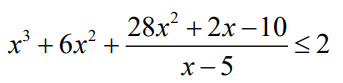 x³ + 6x² + (28x² + 2x − 10)/(x − 5) ≤ 2